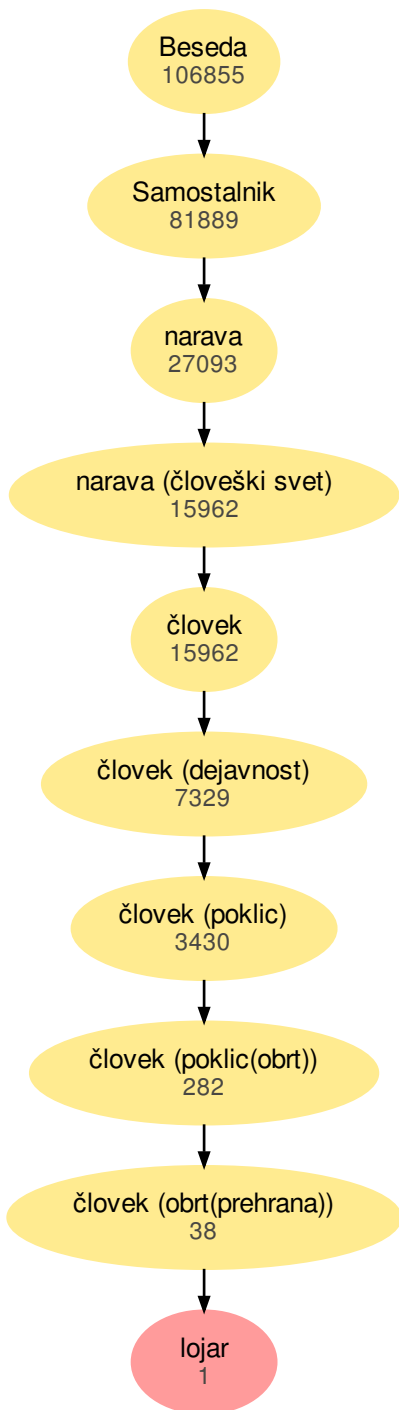 Beseda
106855
Samostalnik
81889
narava
27093
narava (človeški svet)
15962
človek
15962
človek (dejavnost)
7329
človek (poklic)
3430
človek (poklic(obrt))
282
človek (obrt(prehrana))
38
lojar
1